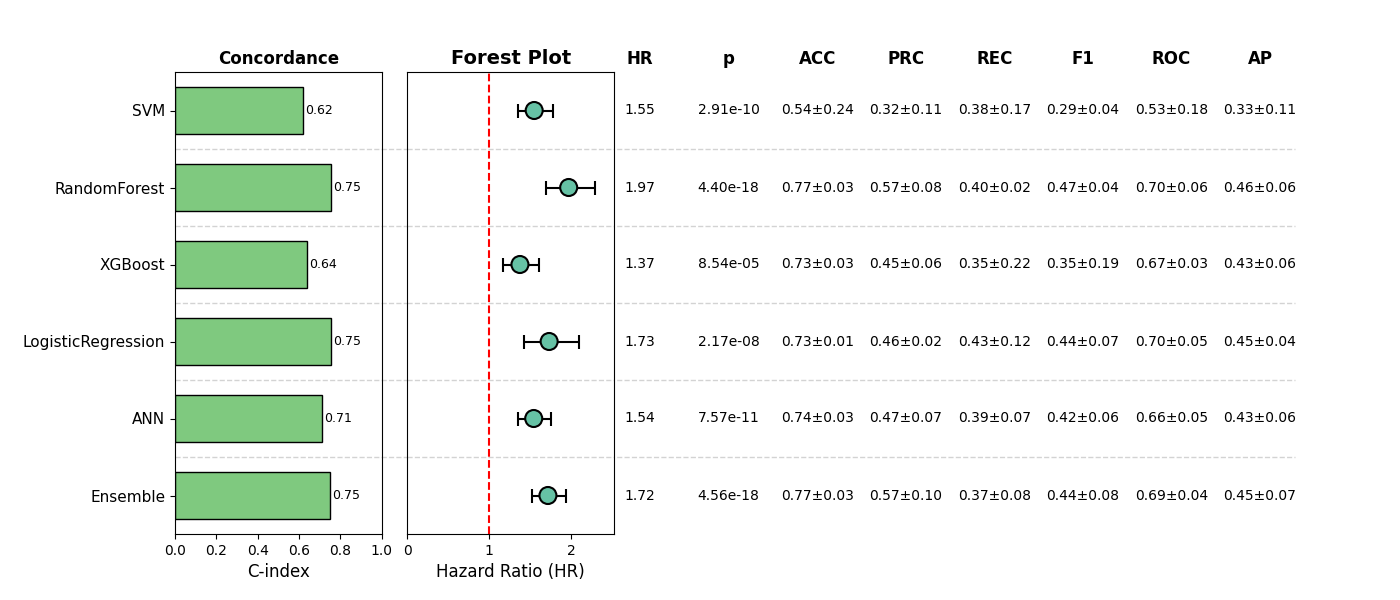 Concordance Forest Plot HR p ACC PRC REC F1 ROC AP
SVM 0.62 1.55 2.91e-10 0.54±0.24 0.32±0.11 0.38±0.17 0.29±0.04 0.53±0.18 0.33±0.11
RandomForest 0.75 1.97 4.40e-18 0.77±0.03 0.57±0.08 0.40±0.02 0.47±0.04 0.70±0.06 0.46±0.06
XGBoost 0.64 1.37 8.54e-05 0.73±0.03 0.45±0.06 0.35±0.22 0.35±0.19 0.67±0.03 0.43±0.06
LogisticRegression 0.75 1.73 2.17e-08 0.73±0.01 0.46±0.02 0.43±0.12 0.44±0.07 0.70±0.05 0.45±0.04
ANN 0.71 1.54 7.57e-11 0.74±0.03 0.47±0.07 0.39±0.07 0.42±0.06 0.66±0.05 0.43±0.06
Ensemble 0.75 1.72 4.56e-18 0.77±0.03 0.57±0.10 0.37±0.08 0.44±0.08 0.69±0.04 0.45±0.07
0.0 0.2 0.4 0.6 0.8 1.0 0 1 2
C-index Hazard Ratio (HR)